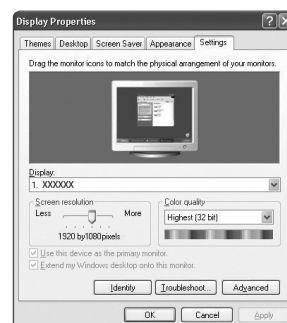 Display Properties
Themes Desktop Screen Saver Appearance Settings
Drag the monitor icons to match the physical arrangement of your monitors.
Display:
1. XXXXXX
Screen resolution
Less More
1920 by1080pixels
Color quality
Highest (32 bit)
Use this device as the primary monitor.
Extend my Windows desktop onto this monitor.
Identify Troubleshoot... Advanced
OK Cancel Apply